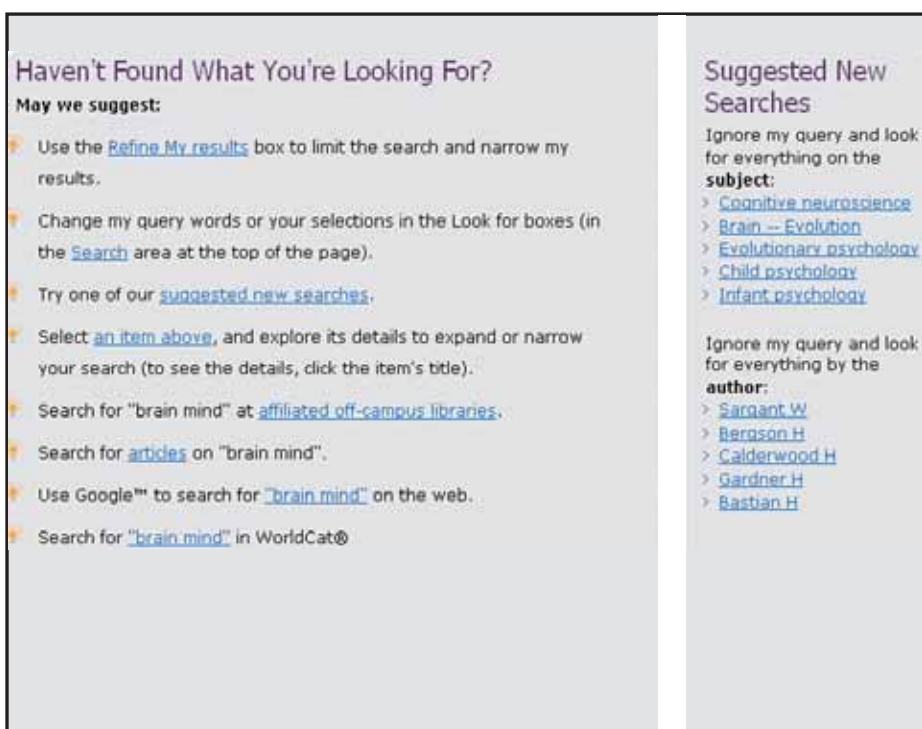 Haven't Found What You're Looking For?
May we suggest:
Use the Refine My results box to limit the search and narrow my
results.
Change my query words or your selections in the Look for boxes (in
the Search area at the top of the page).
Try one of our suggested new searches.
Select an item above, and explore its details to expand or narrow
your search (to see the details, click the item's title).
Search for "brain mind" at affiliated off-campus libraries.
Search for articles on "brain mind".
Use Google™ to search for "brain mind" on the web.
Search for "brain mind" in WorldCat®
Suggested New
Searches
Ignore my query and look
for everything on the
subject:
> Cognitive neuroscience
> Brain -- Evolution
> Evolutionary psychology
> Child psychology
> Infant psychology
Ignore my query and look
for everything by the
author:
> Sargant W
> Bergson H
> Calderwood H
> Gardner H
> Bastian H